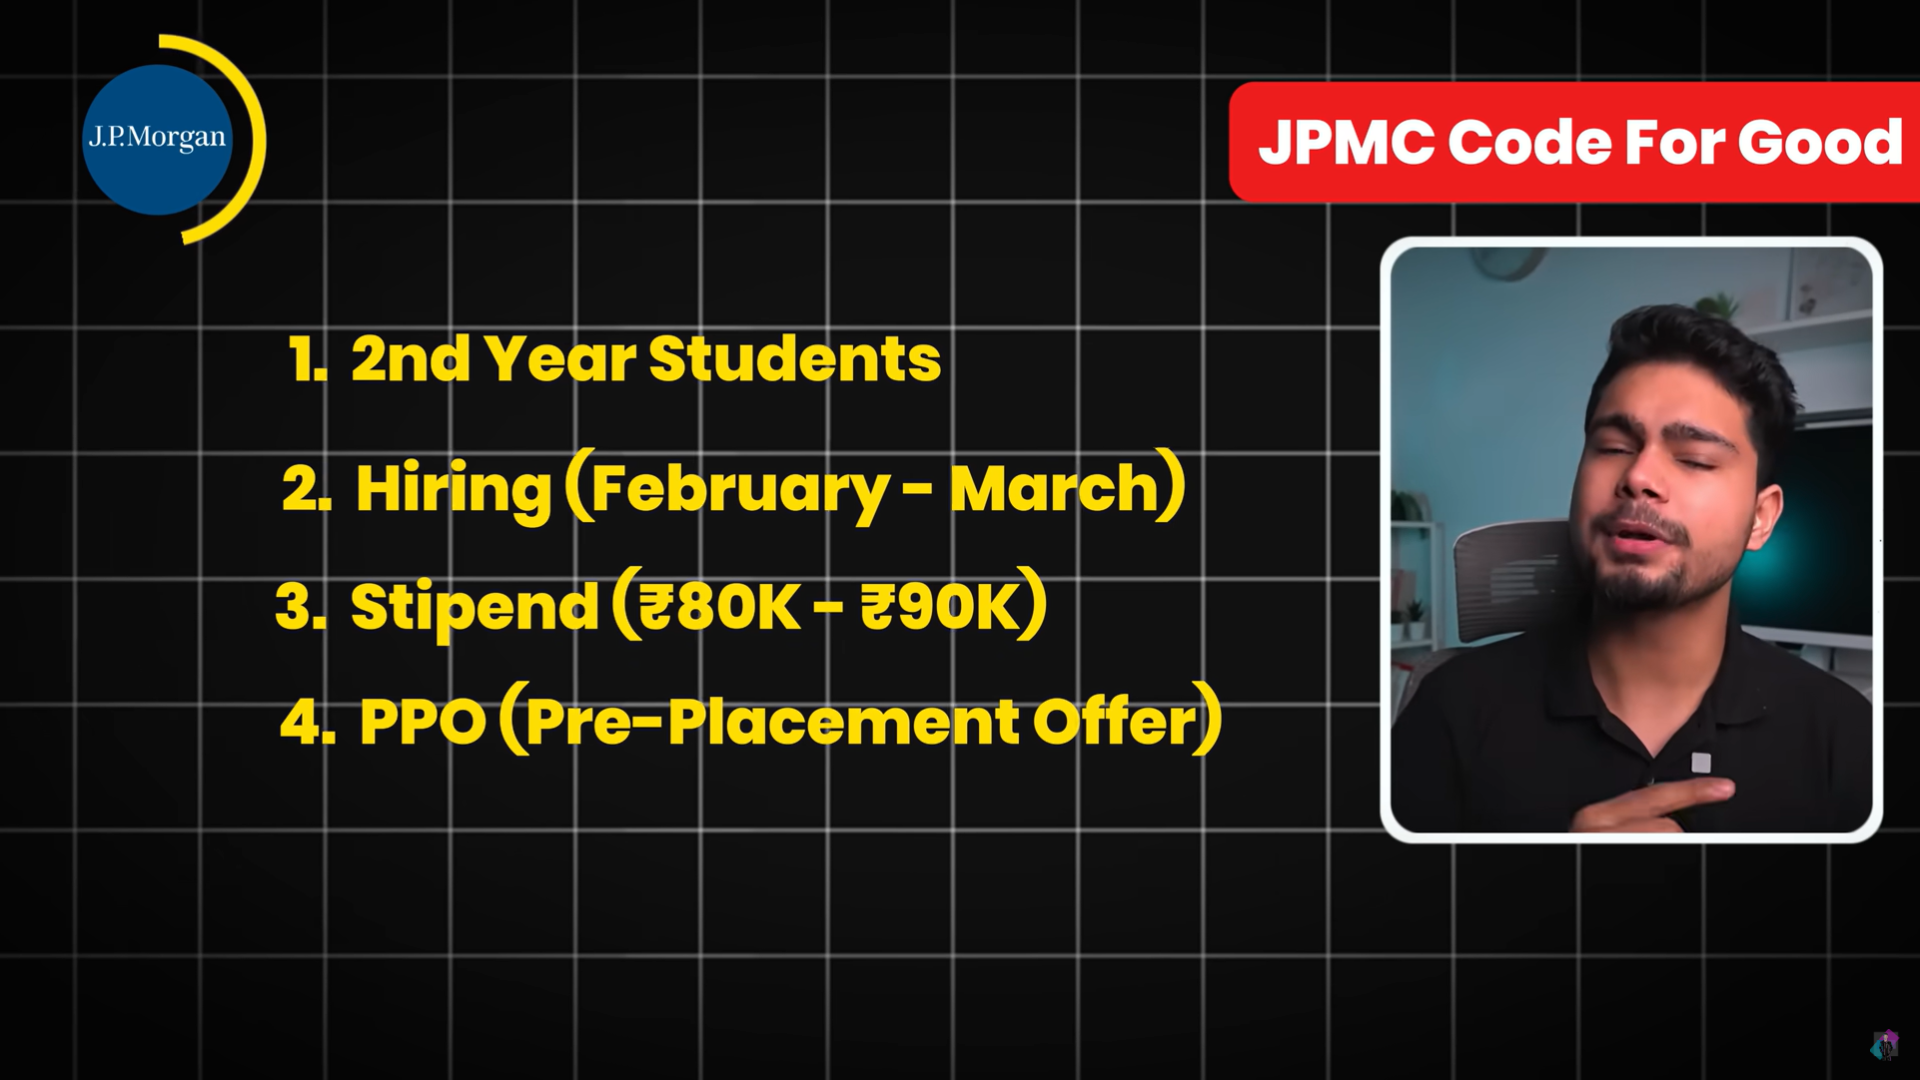 J.P.Morgan
JPMC Code For Good
1. 2nd Year Students
2. Hiring (February - March)
3. Stipend (₹80K - ₹90K)
4. PPO (Pre-Placement Offer)